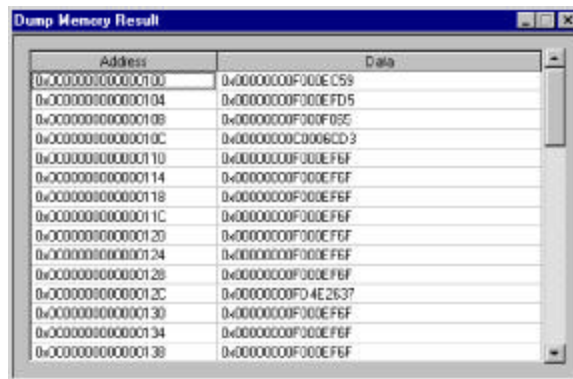 Dump Memory Result
Address Data
0x0000000000000100 0x00000000F000EC59
0x0000000000000104 0x00000000F000EFD5
0x0000000000000108 0x00000000F000F065
0x000000000000010C 0x00000000C0006CD3
0x0000000000000110 0x00000000F000EF6F
0x0000000000000114 0x00000000F000EF6F
0x0000000000000118 0x00000000F000EF6F
0x000000000000011C 0x00000000F000EF6F
0x0000000000000120 0x00000000F000EF6F
0x0000000000000124 0x00000000F000EF6F
0x0000000000000128 0x00000000F000EF6F
0x000000000000012C 0x00000000FD4E2637
0x0000000000000130 0x00000000F000EF6F
0x0000000000000134 0x00000000F000EF6F
0x0000000000000138 0x00000000F000EF6F